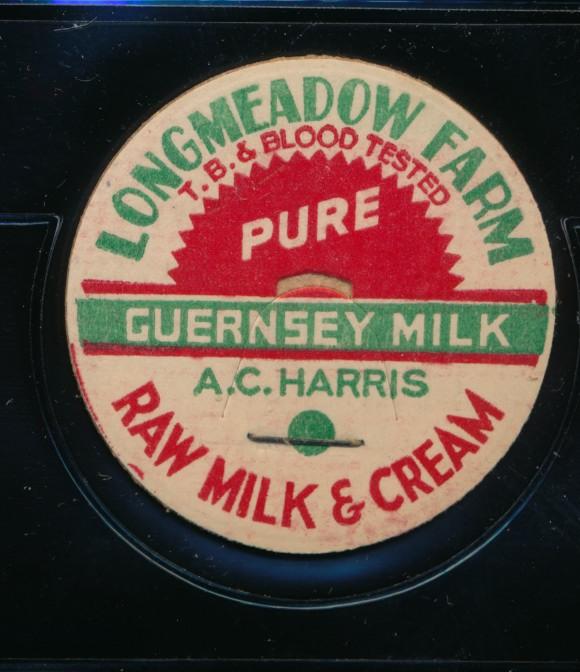 LONGMEADOW FARM
T. B. & BLOOD TESTED
PURE
GUERNSEY MILK
A.C. HARRIS
RAW MILK & CREAM